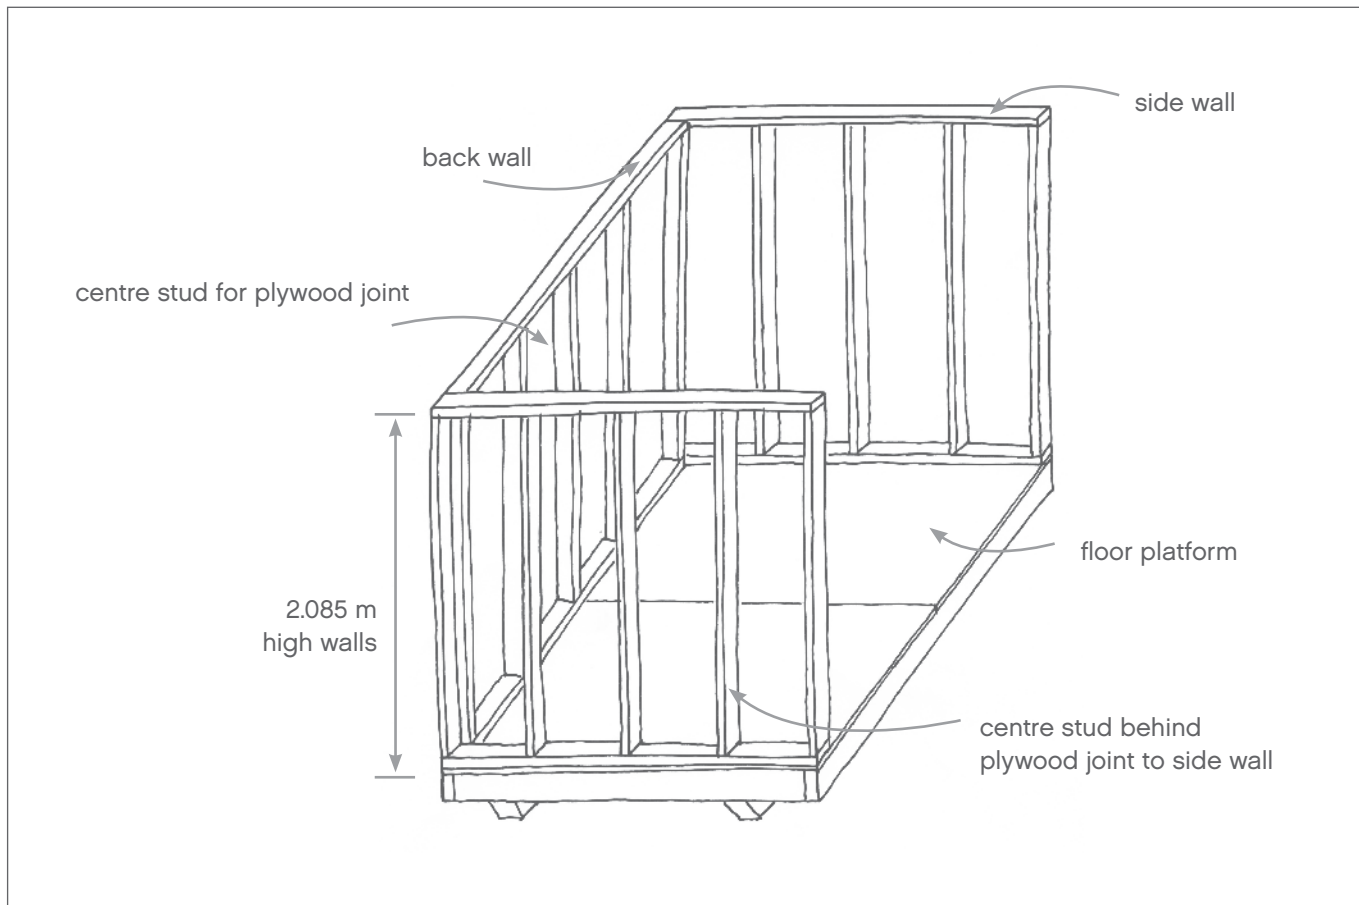 side wall
back wall
centre stud for plywood joint
floor platform
2.085 m
high walls
centre stud behind
plywood joint to side wall